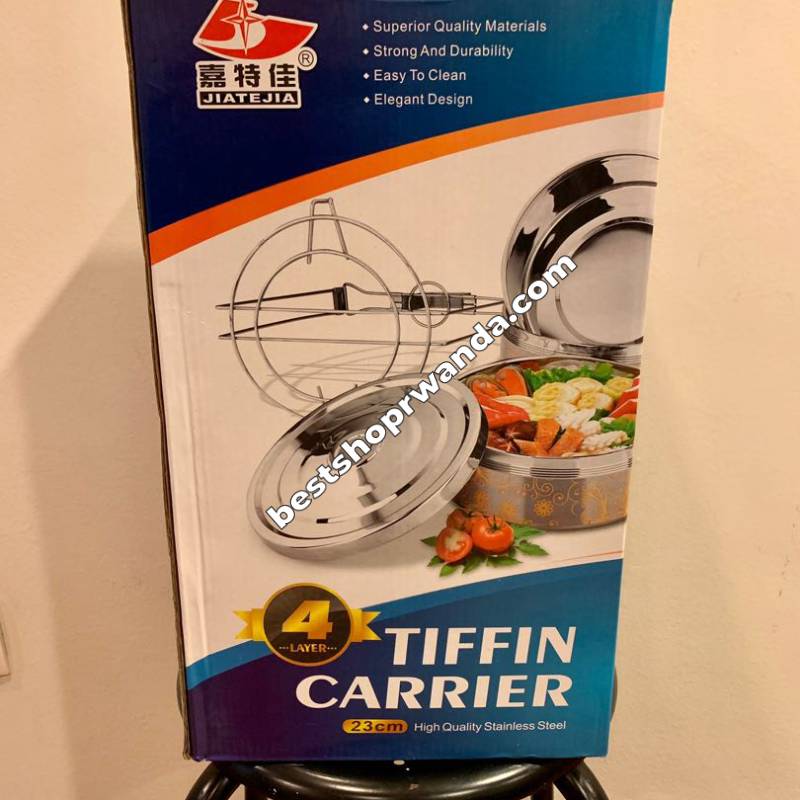 嘉特佳®
JIATEJIA
Superior Quality Materials
Strong And Durability
Easy To Clean
Elegant Design
bestshoprwanda.com
4
---LAYER---
TIFFIN
CARRIER
23cm High Quality Stainless Steel